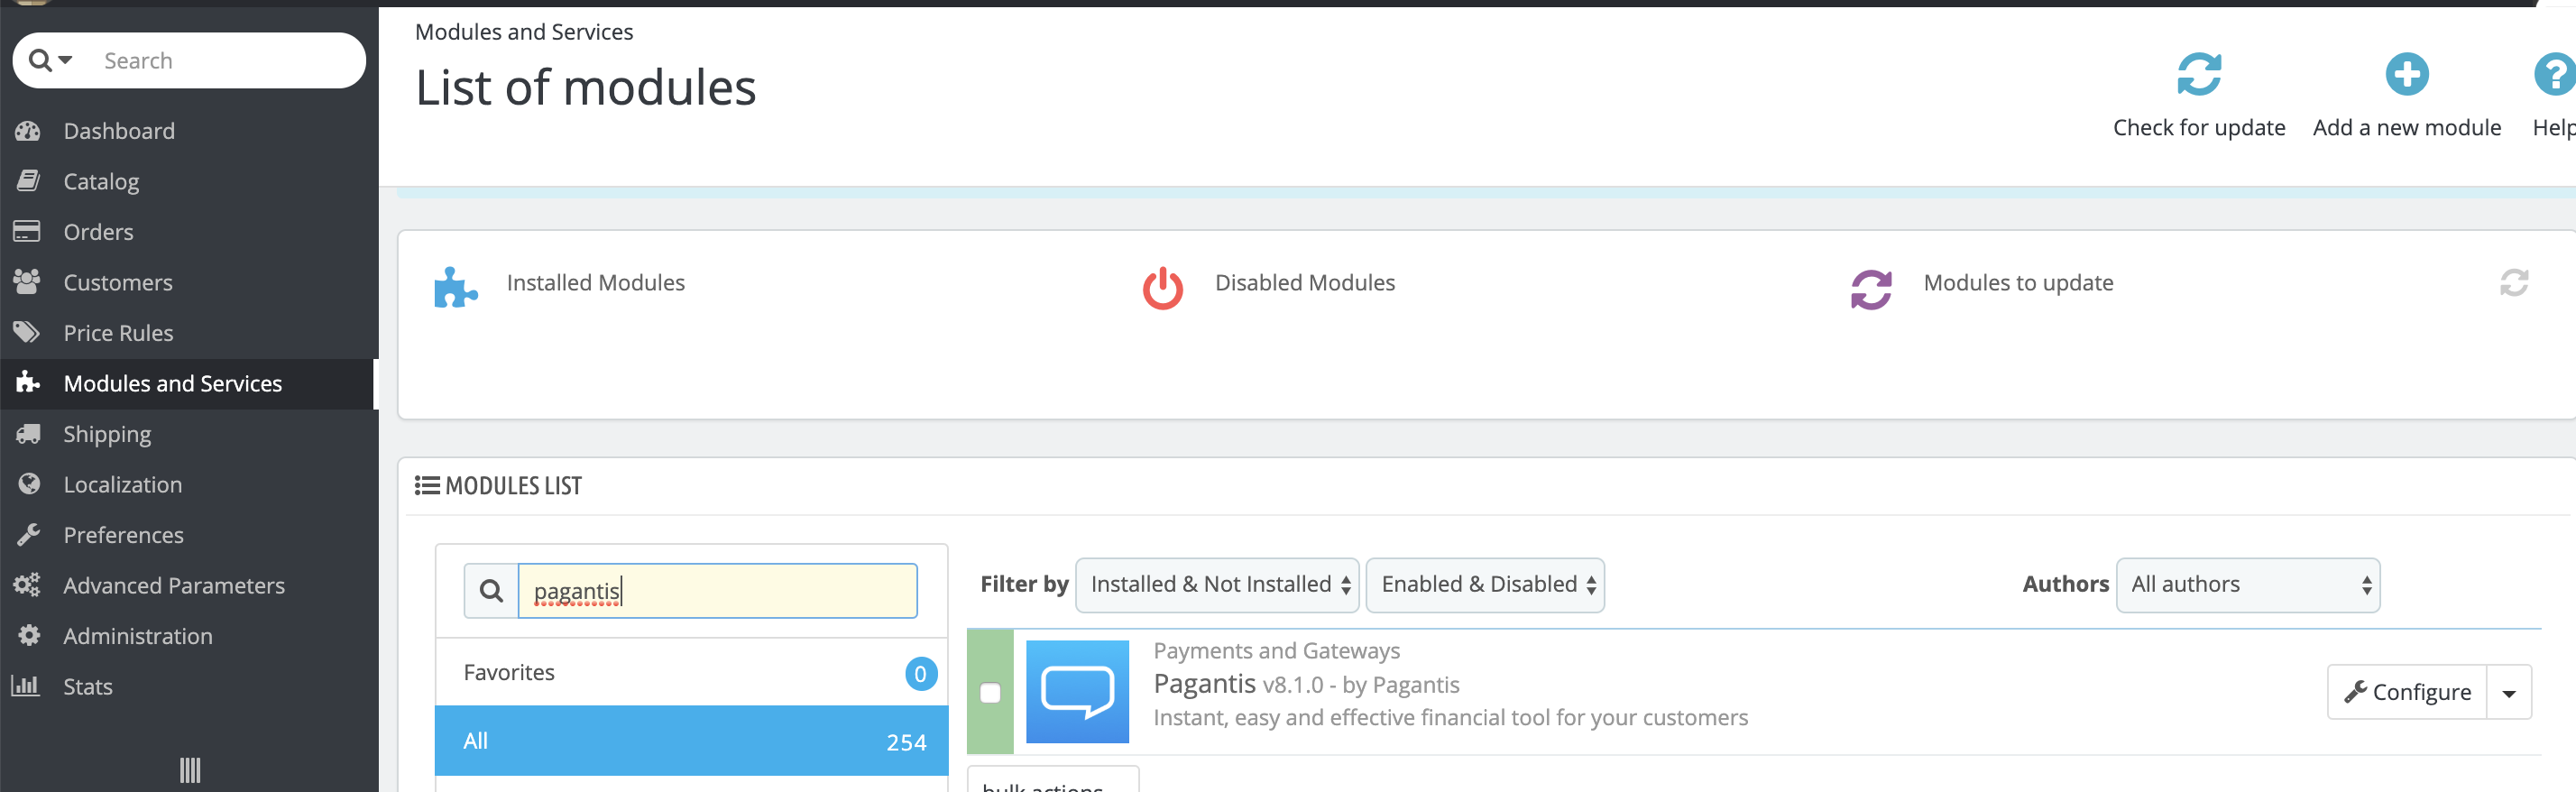 Search
Dashboard
Catalog
Orders
Customers
Price Rules
Modules and Services
Shipping
Localization
Preferences
Advanced Parameters
Administration
Stats
Modules and Services
List of modules
Check for update
Add a new module
Help
Installed Modules
Disabled Modules
Modules to update
MODULES LIST
pagantis
Favorites 0
All 254
Filter by Installed & Not Installed Enabled & Disabled Authors All authors
Payments and Gateways
Pagantis v8.1.0 - by Pagantis
Instant, easy and effective financial tool for your customers
Configure
bulk actions